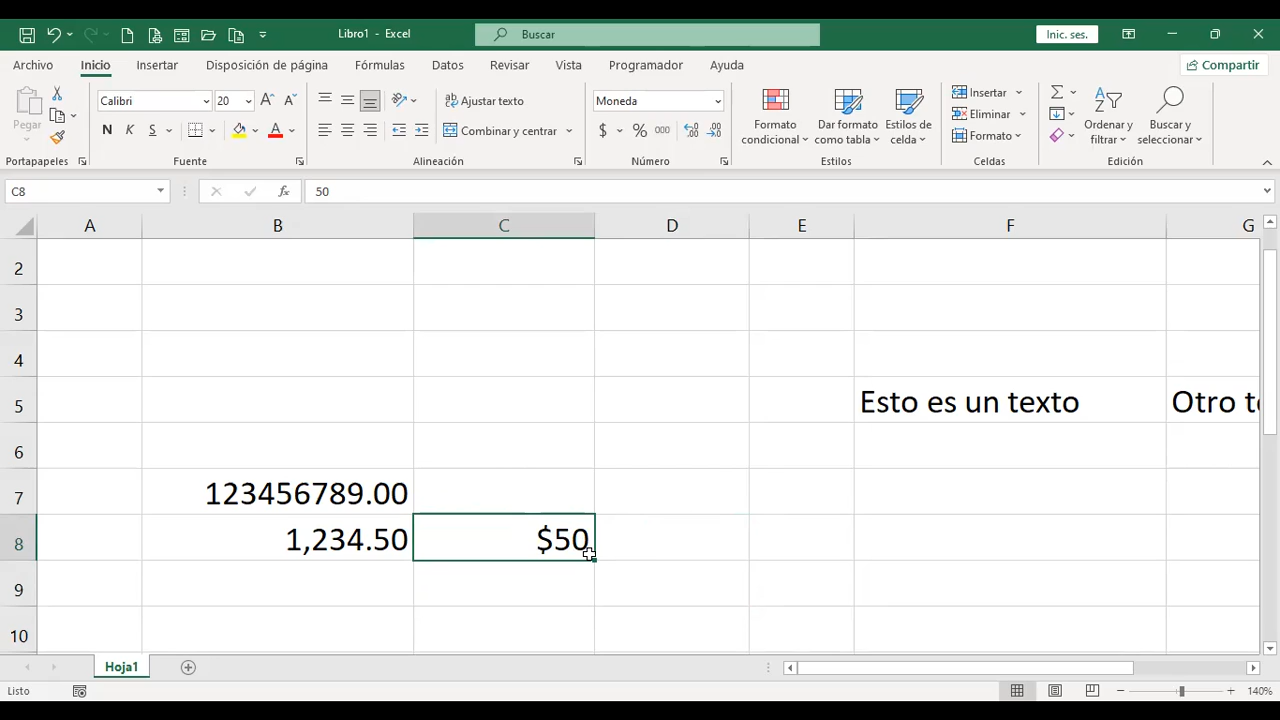 Libro1 - Excel
Buscar
Inic. ses.
Archivo
Inicio
Insertar
Disposición de página
Fórmulas
Datos
Revisar
Vista
Programador
Ayuda
Compartir
Pegar
Calibri
20
N K S
Portapapeles
Fuente
Ajustar texto
Combinar y centrar
Alineación
Moneda
$ % 000
Número
Formato condicional
Dar formato como tabla
Estilos de celda
Estilos
Insertar
Eliminar
Formato
Celdas
Ordenar y filtrar
Buscar y seleccionar
Edición
C8
fx
50
A B C D E F G
2
3
4
5 Esto es un texto Otro t
6
7 123456789.00
8 1,234.50 $50
9
10
Hoja1
Listo
140%